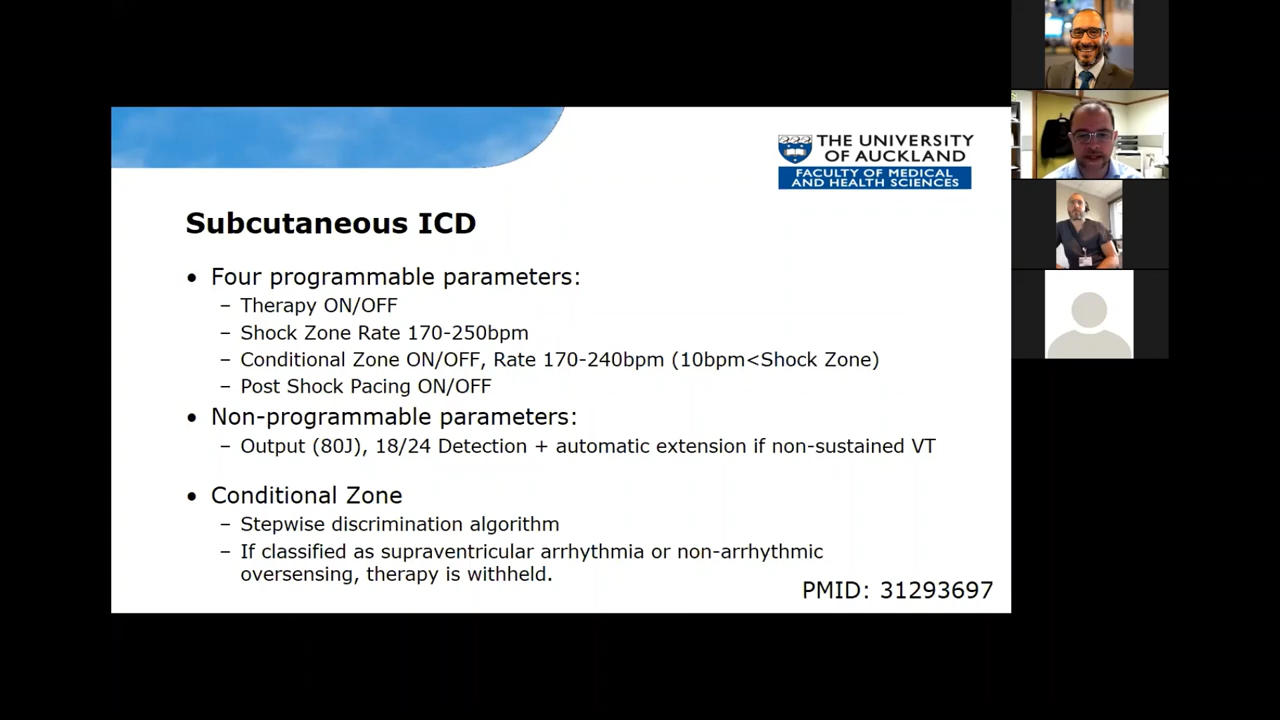 THE UNIVERSITY
OF AUCKLAND
FACULTY OF MEDICAL
AND HEALTH SCIENCES
Subcutaneous ICD
• Four programmable parameters:
– Therapy ON/OFF
– Shock Zone Rate 170-250bpm
– Conditional Zone ON/OFF, Rate 170-240bpm (10bpm<Shock Zone)
– Post Shock Pacing ON/OFF
• Non-programmable parameters:
– Output (80J), 18/24 Detection + automatic extension if non-sustained VT
• Conditional Zone
– Stepwise discrimination algorithm
– If classified as supraventricular arrhythmia or non-arrhythmic
oversensing, therapy is withheld.
PMID: 31293697